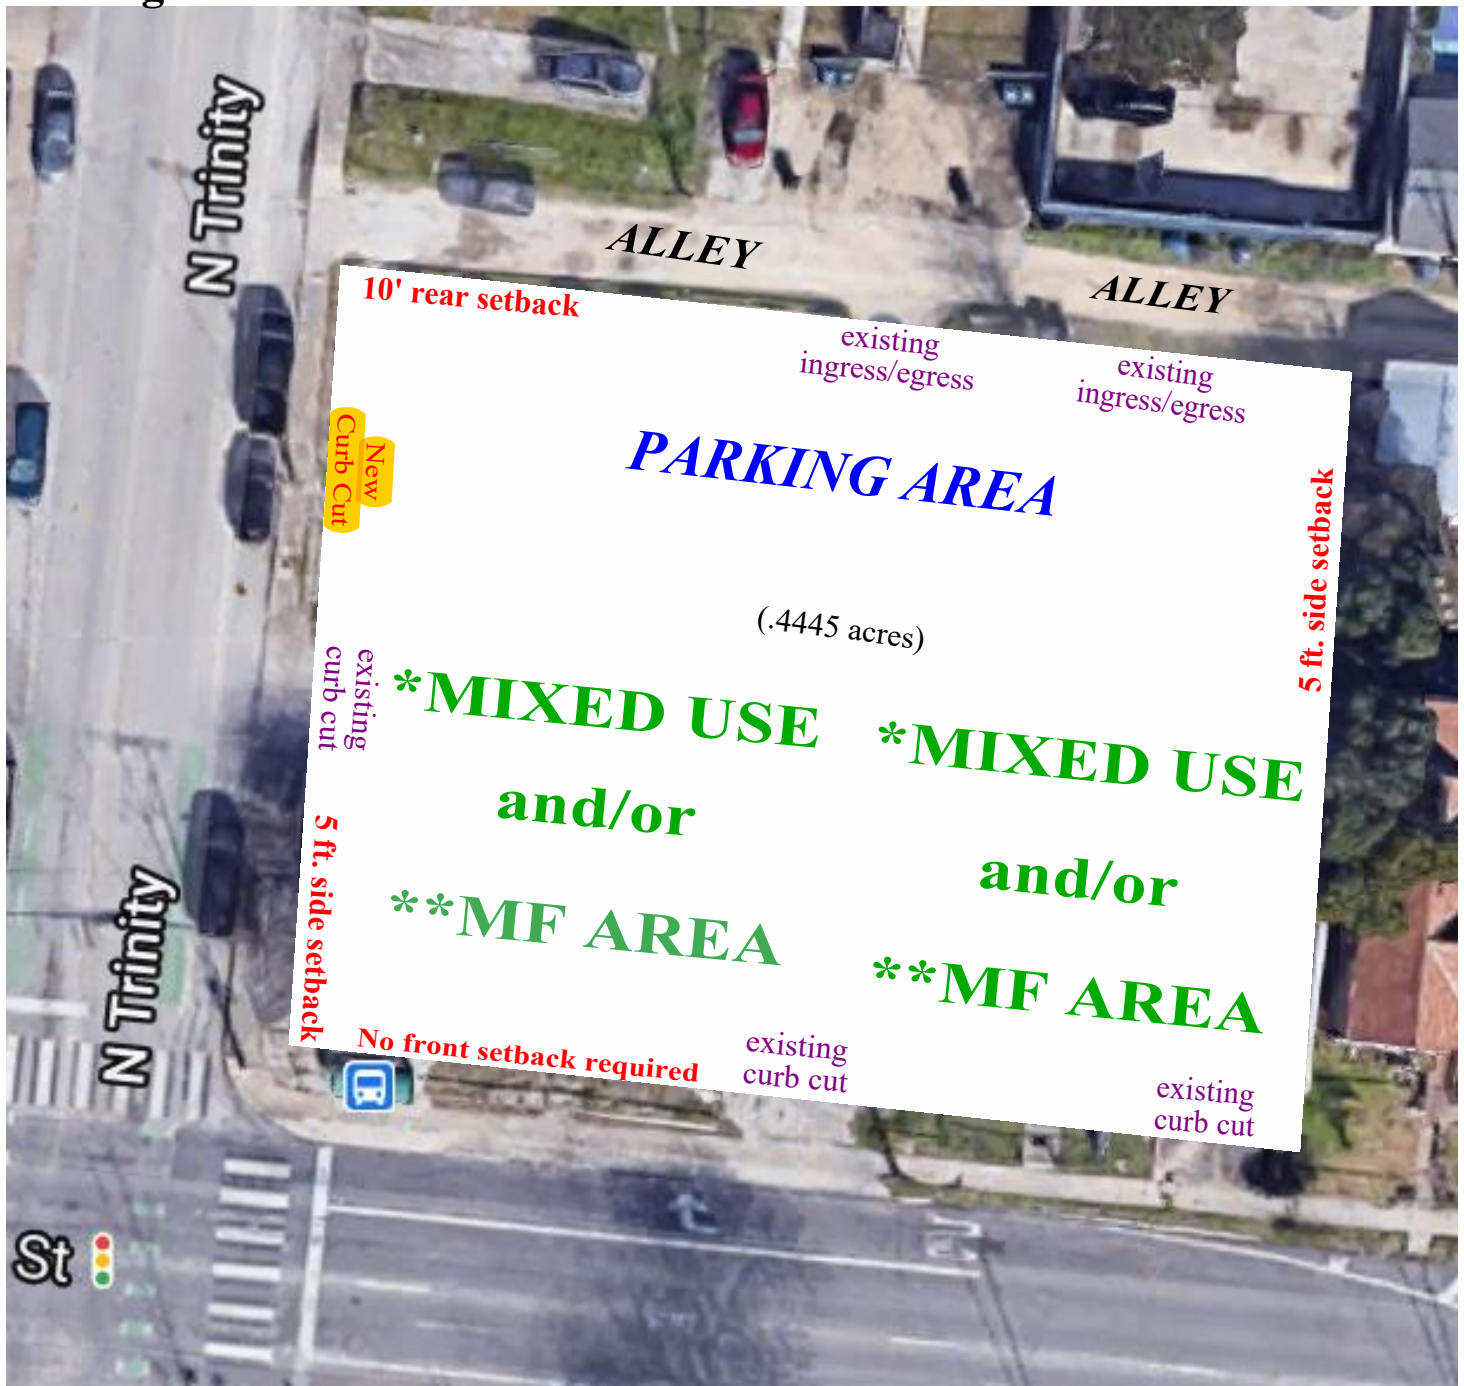 N Trinity
ALLEY
ALLEY
10' rear setback
existing
ingress/egress
existing
ingress/egress
New
Curb Cut
PARKING AREA
5 ft. side setback
(.4445 acres)
existing
curb cut
*MIXED USE
and/or
**MF AREA
*MIXED USE
and/or
**MF AREA
5 ft. side setback
N Trinity
No front setback required
existing
curb cut
existing
curb cut
St